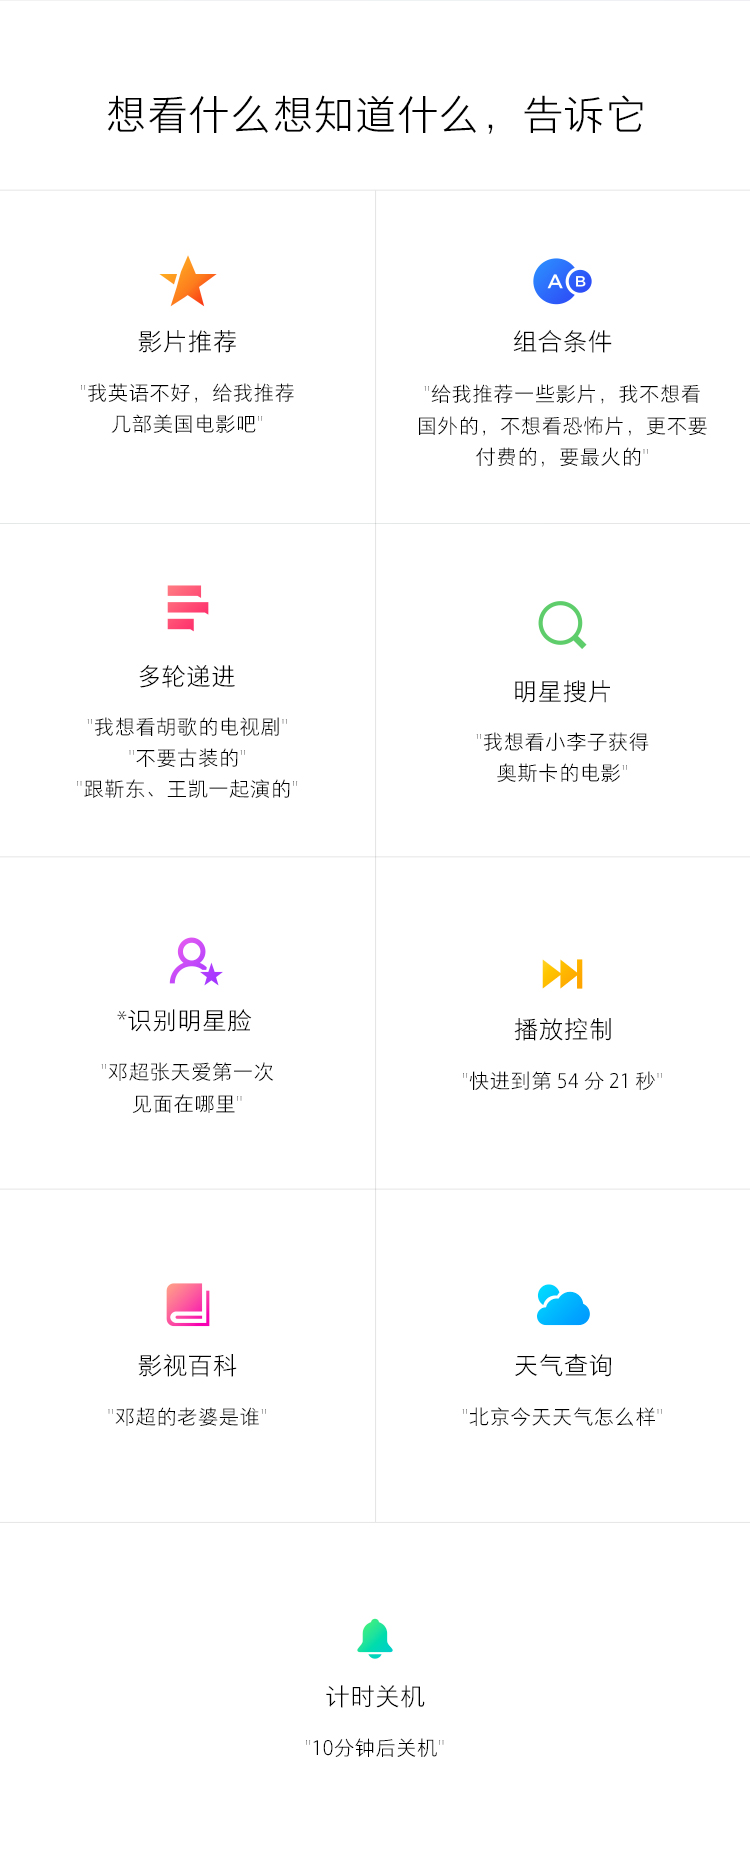 想看什么想知道什么，告诉它
影片推荐
"我英语不好，给我推荐
几部美国电影吧"
A B
组合条件
"给我推荐一些影片，我不想看
国外的，不想看恐怖片，更不要
付费的，要最火的"
多轮递进
"我想看胡歌的电视剧"
"不要古装的"
"跟靳东、王凯一起演的"
明星搜片
"我想看小李子获得
奥斯卡的电影"
*识别明星脸
"邓超张天爱第一次
见面在哪里"
播放控制
"快进到第 54 分 21 秒"
影视百科
"邓超的老婆是谁"
天气查询
"北京今天天气怎么样"
计时关机
"10分钟后关机"